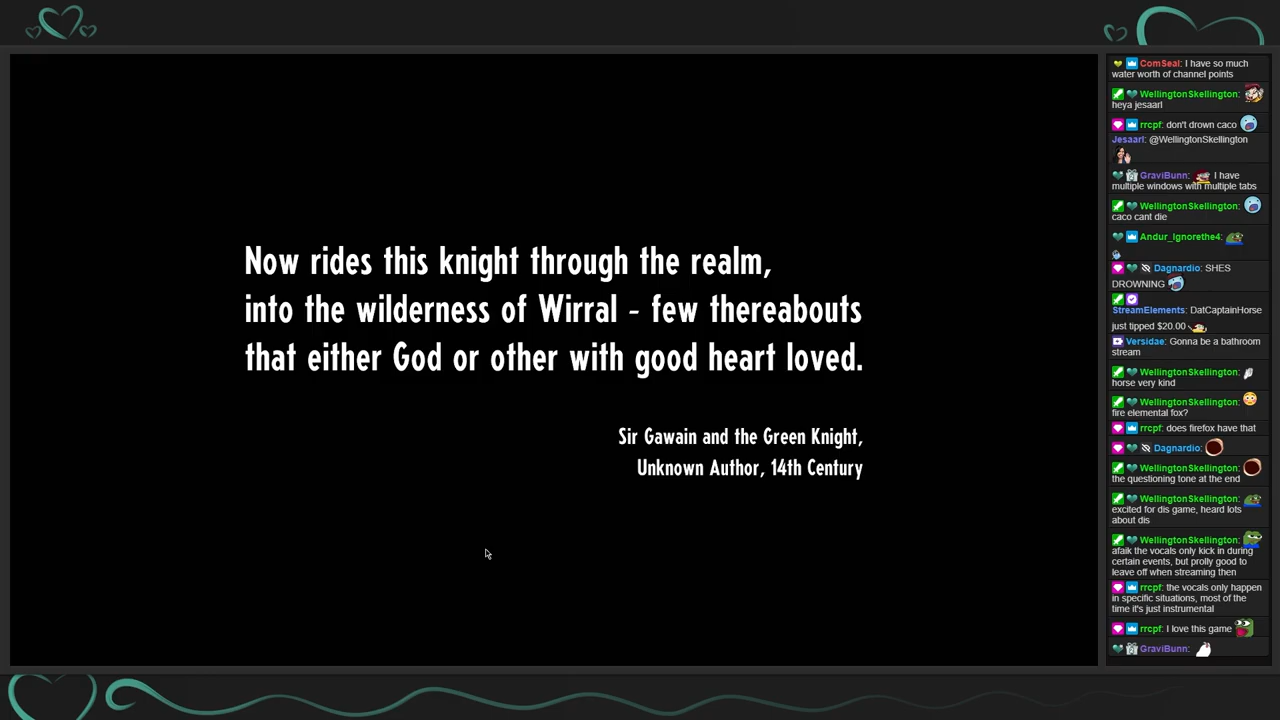 Now rides this knight through the realm,
into the wilderness of Wirral - few thereabouts
that either God or other with good heart loved.
Sir Gawain and the Green Knight,
Unknown Author, 14th Century
ComSeal: I have so much
water worth of channel points
WellingtonSkellington:
heya jesaarl
rrcpf: don't drown caco
Jesaarl: @WellingtonSkellington
GraviBunn: I have
multiple windows with multiple tabs
WellingtonSkellington:
caco cant die
Andur_Ignorethe4:
Dagnardio: SHES
DROWNING
StreamElements: DatCaptainHorse
just tipped $20.00
Versidae: Gonna be a bathroom
stream
WellingtonSkellington:
horse very kind
WellingtonSkellington:
fire elemental fox?
rrcpf: does firefox have that
Dagnardio:
WellingtonSkellington:
the questioning tone at the end
WellingtonSkellington:
excited for dis game, heard lots
about dis
WellingtonSkellington:
afaik the vocals only kick in during
certain events, but prolly good to
leave off when streaming then
rrcpf: the vocals only happen
in specific situations, most of the
time it's just instrumental
rrcpf: I love this game
GraviBunn: